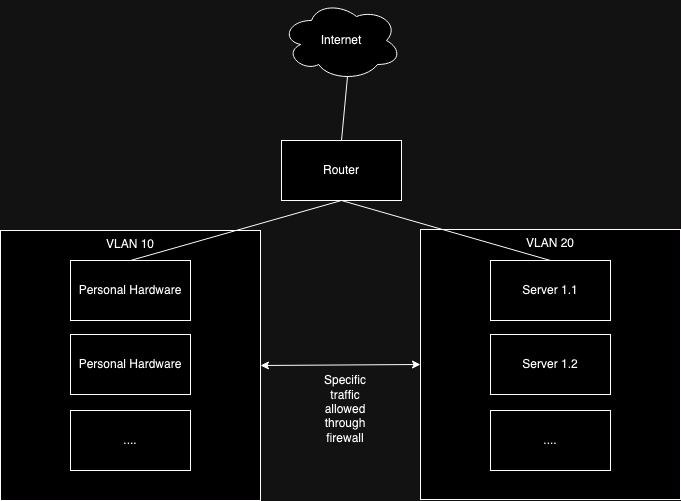 Internet
Router
VLAN 10
VLAN 20
Personal Hardware
Server 1.1
Personal Hardware
Server 1.2
Specific
traffic
allowed
through
firewall
....
....